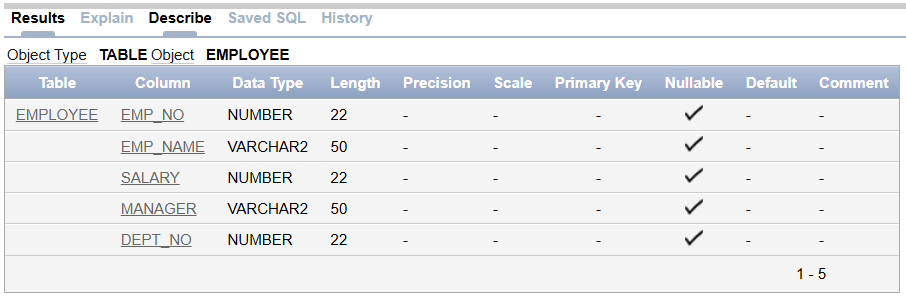 Results Explain Describe Saved SQL History
Object Type TABLE Object EMPLOYEE
Table Column Data Type Length Precision Scale Primary Key Nullable Default Comment
EMPLOYEE EMP_NO NUMBER 22 - - - ✓ - -
EMP_NAME VARCHAR2 50 - - - ✓ - -
SALARY NUMBER 22 - - - ✓ - -
MANAGER VARCHAR2 50 - - - ✓ - -
DEPT_NO NUMBER 22 - - - ✓ - -
1 - 5